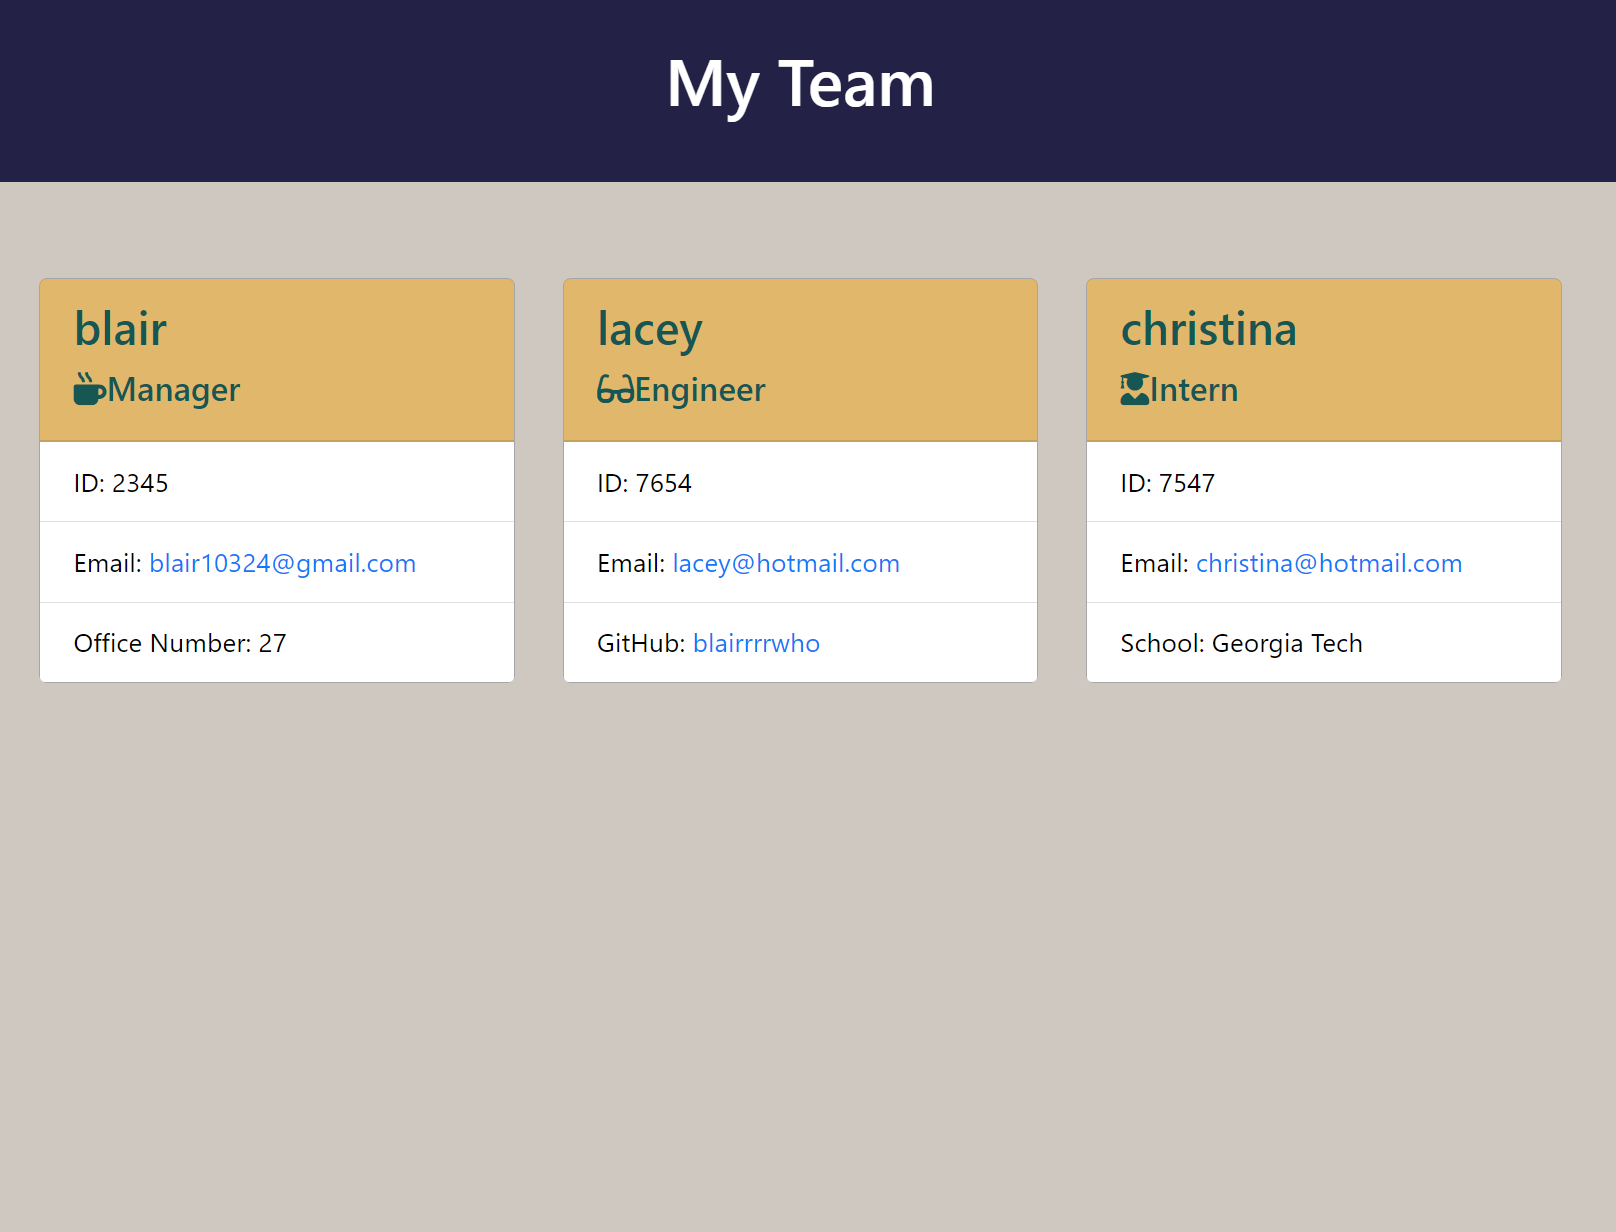 My Team
blair
Manager
ID: 2345
Email: blair10324@gmail.com
Office Number: 27
lacey
Engineer
ID: 7654
Email: lacey@hotmail.com
GitHub: blairrrrwho
christina
Intern
ID: 7547
Email: christina@hotmail.com
School: Georgia Tech